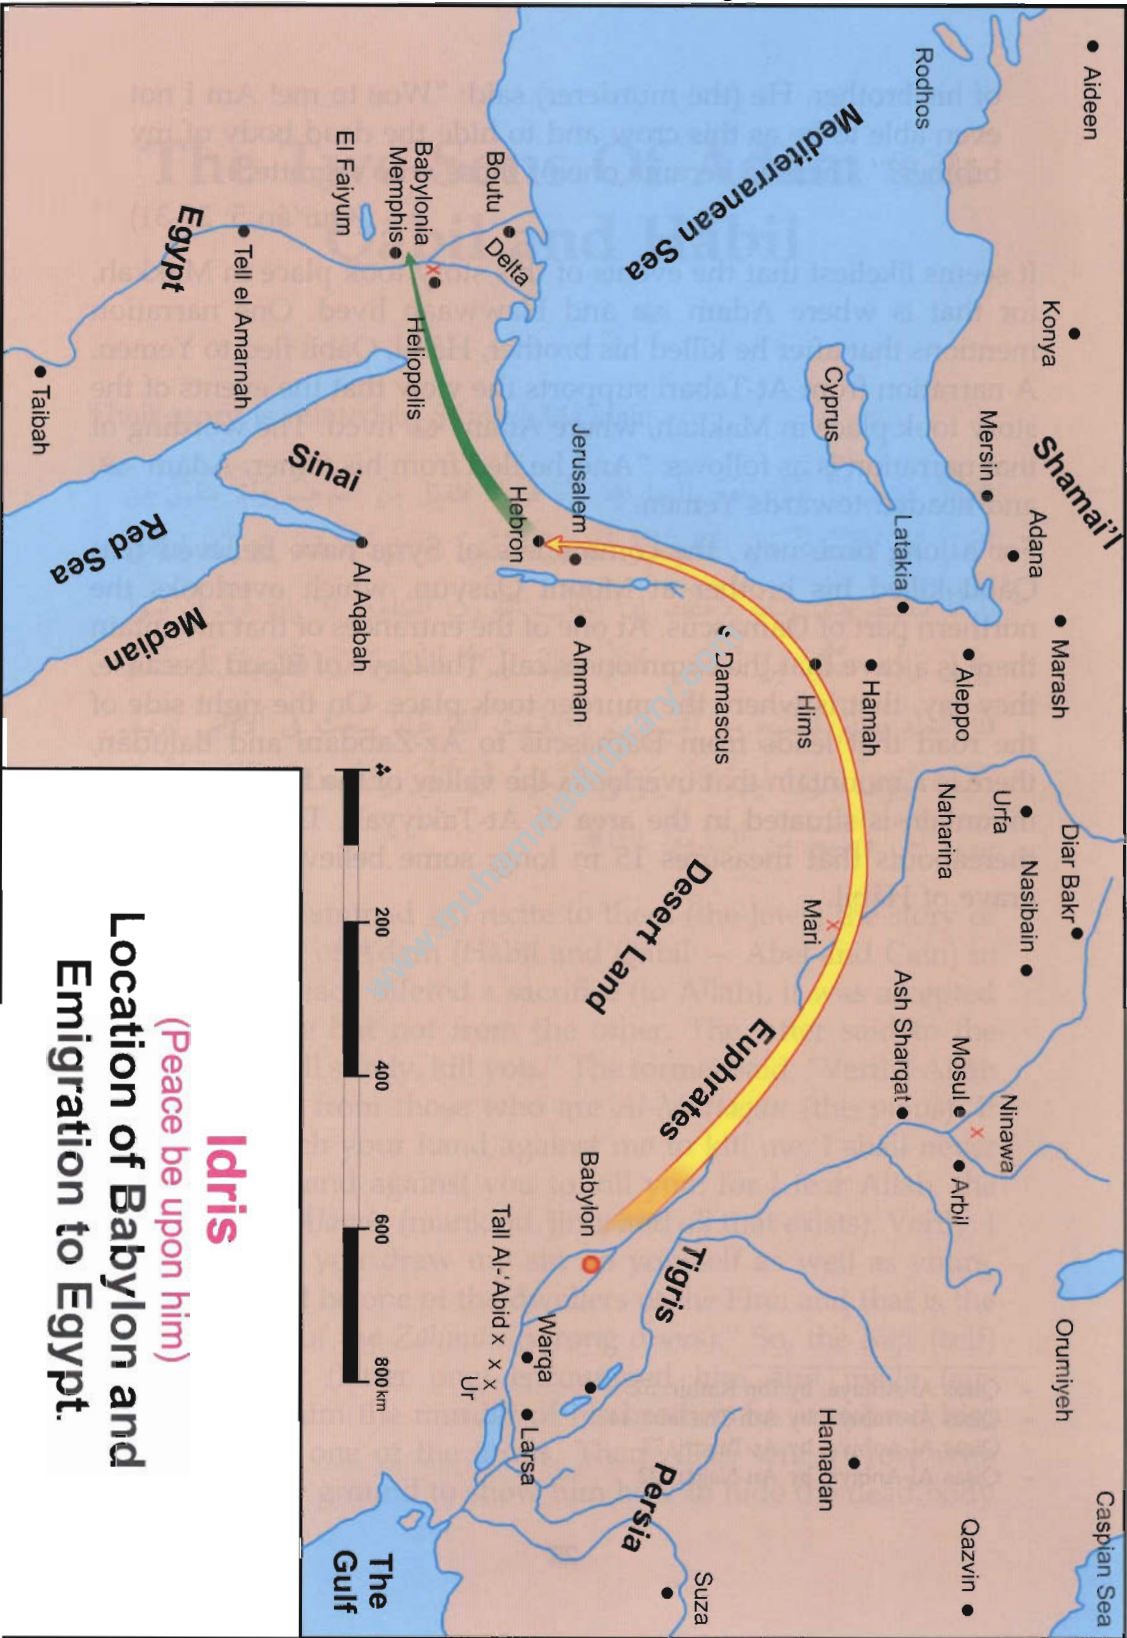 Aideen
Konya
Shamai'l
Marash
Diar Bakr
Orumiyeh
Caspian Sea
Rodhos
Mersin
Adana
Urfa
Nasibain
Ninawa
Aleppo
Naharina
Mosul
Arbil
Qazvin
Latakia
Hamah
Ash Sharqat
Cyprus
Hims
Mari
Hamadan
Mediterranean Sea
Damascus
Euphrates
Suza
Desert Land
Tigris
Persia
Jerusalem
Amman
Babylon
Boutu
Delta
Hebron
Warqa
Larsa
Tall Al-'Abid x
x x
Ur
Babylonia
Memphis
Heliopolis
El Faiyum
Al Aqabah
200
400
600
800 km
The
Gulf
Sinai
Tell el Amarnah
Egypt
Red Sea
Median
Taibah
Idris
(Peace be upon him)
Location of Babylon and
Emigration to Egypt.
www.muhammadilibrary.com